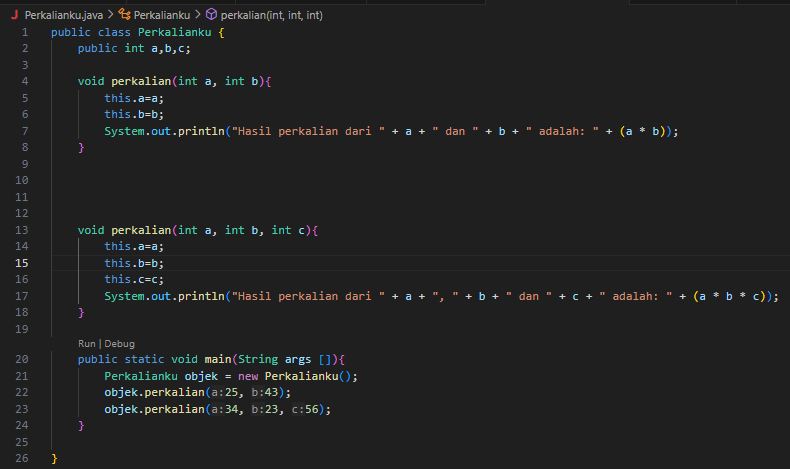 Perkalianku.java > Perkalianku > perkalian(int, int, int)
1 public class Perkalianku {
2     public int a,b,c;
3
4     void perkalian(int a, int b){
5         this.a=a;
6         this.b=b;
7         System.out.println("Hasil perkalian dari " + a + " dan " + b + " adalah: " + (a * b));
8     }
9
10
11
12
13     void perkalian(int a, int b, int c){
14         this.a=a;
15         this.b=b;
16         this.c=c;
17         System.out.println("Hasil perkalian dari " + a + ", " + b + " dan " + c + " adalah: " + (a * b * c));
18     }
19
Run | Debug
20     public static void main(String args []){
21         Perkalianku objek = new Perkalianku();
22         objek.perkalian(a:25, b:43);
23         objek.perkalian(a:34, b:23, c:56);
24     }
25
26 }